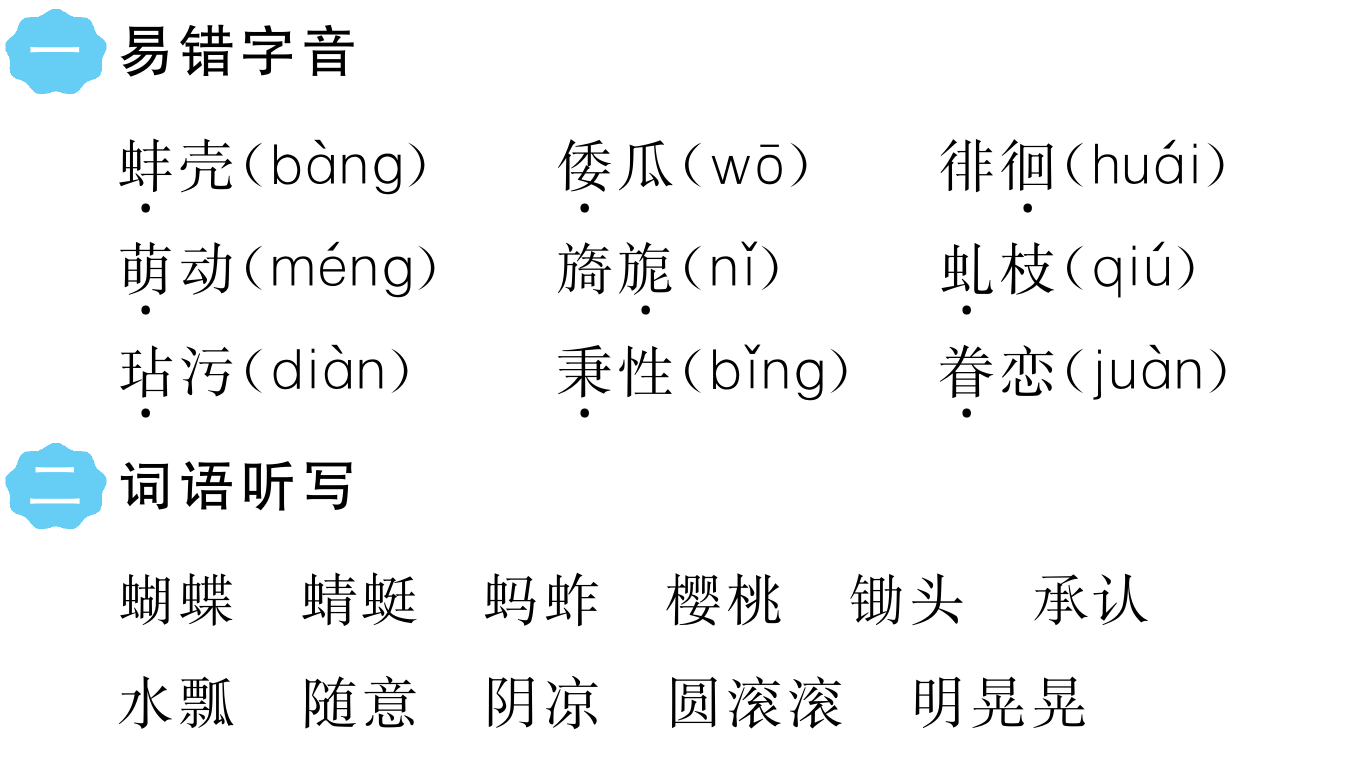 一 易错字音
蚌壳(bàng) 倭瓜(wō) 徘徊(huái)
萌动(méng) 旖旎(nǐ) 虬枝(qiú)
玷污(diàn) 秉性(bǐng) 眷恋(juàn)
二 词语听写
蝴蝶 蜻蜓 蚂蚱 樱桃 锄头 承认
水瓢 随意 阴凉 圆滚滚 明晃晃